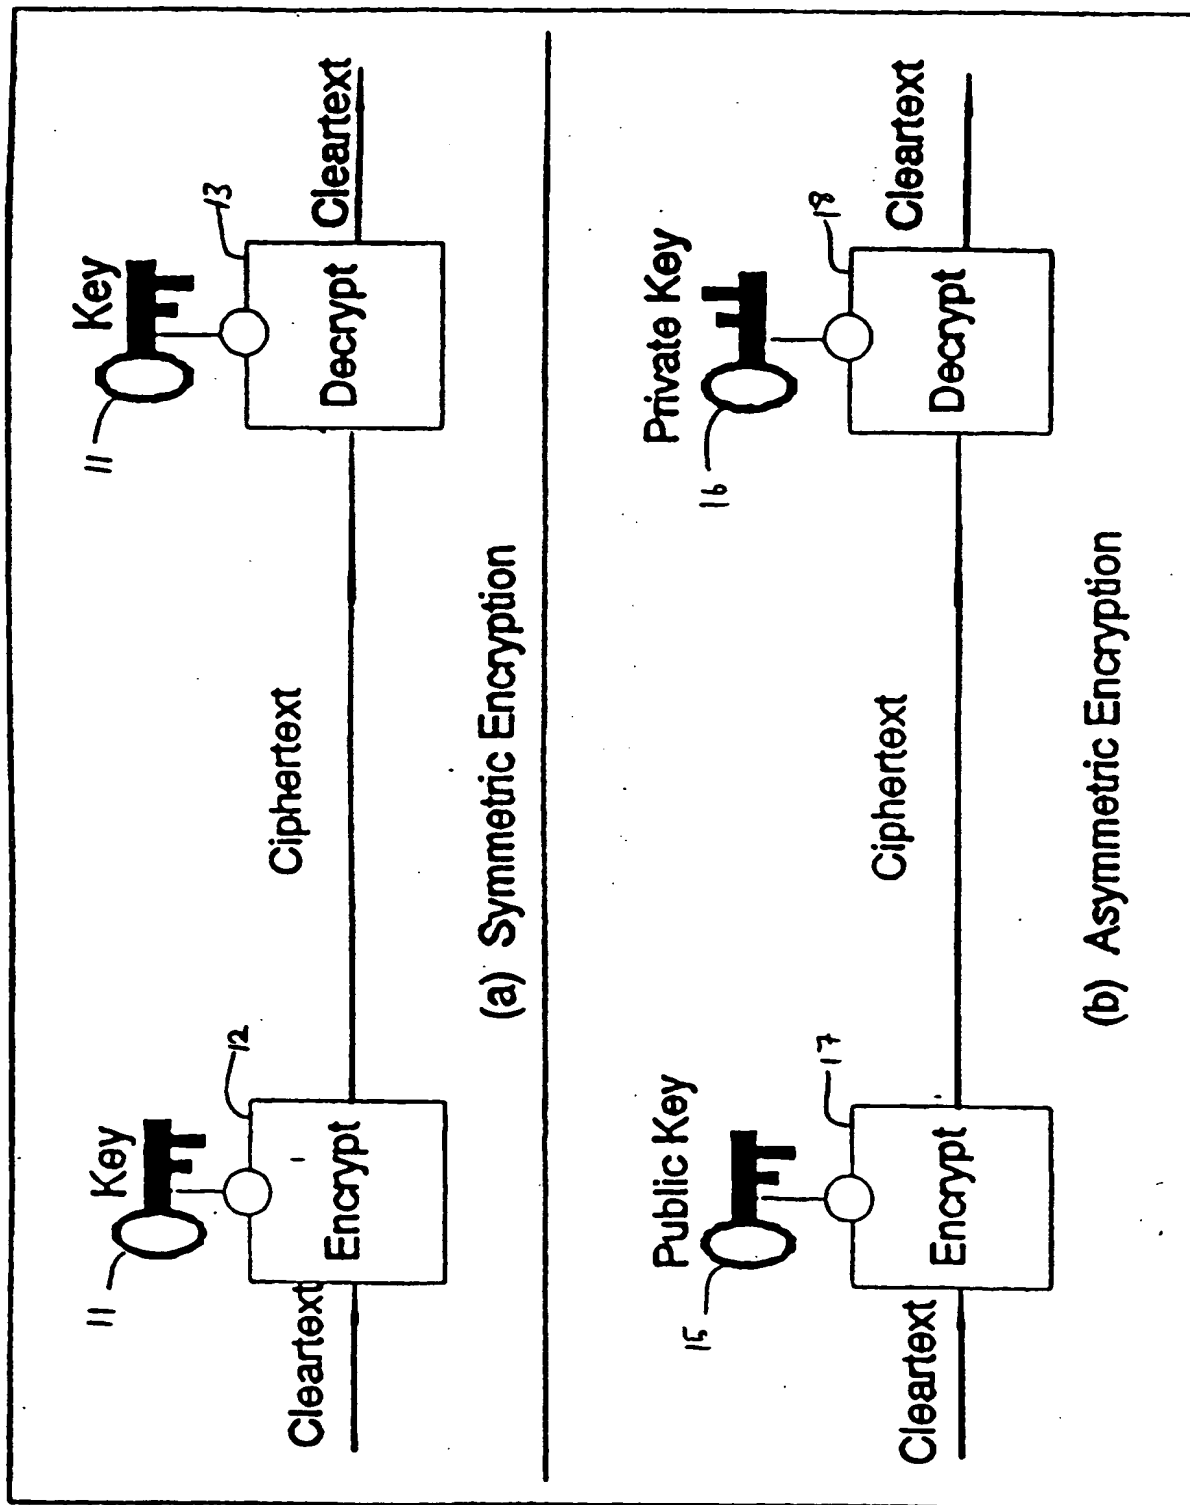 Key
Key
11
12
11
13
Cleartext
Encrypt
Ciphertext
Decrypt
Cleartext
(a) Symmetric Encryption
Public Key
Private Key
15
17
16
18
Cleartext
Encrypt
Ciphertext
Decrypt
Cleartext
(b) Asymmetric Encryption